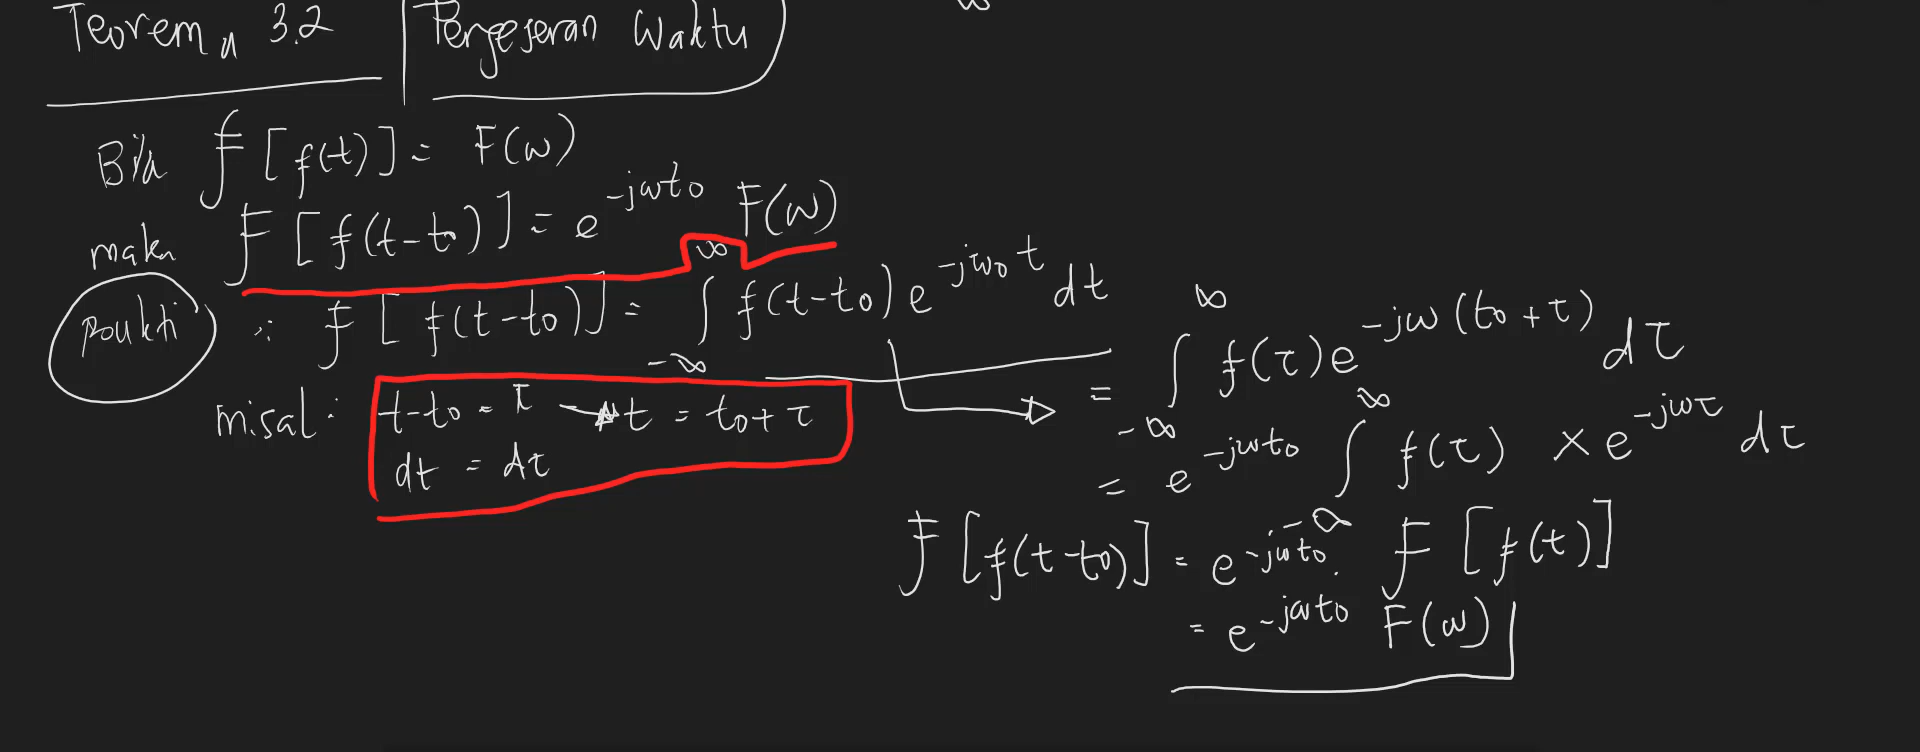 Teorema 3.2 | Pergeseran Waktu
Bila F[f(t)] = F(ω)
maka F[f(t-t₀)] = e^{-jωt₀} F(ω)
Bukti : F[f(t-t₀)] = ∫_{-∞}^{∞} f(t-t₀) e^{-jω₀t} dt
misal : t-t₀ = τ → t = t₀+τ
dt = dτ
= ∫_{-∞}^{∞} f(τ) e^{-jω(t₀+τ)} dτ
= e^{-jωt₀} ∫_{-∞}^{∞} f(τ) × e^{-jωτ} dτ
F[f(t-t₀)] = e^{-jωt₀} · F[f(t)]
= e^{-jωt₀} F(ω)